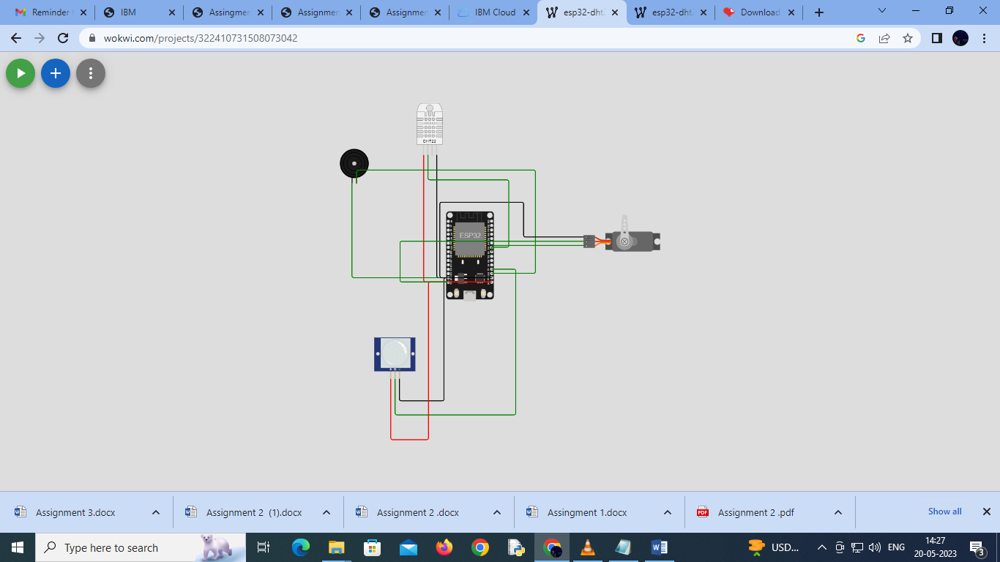 Reminder
IBM
Assingmen
Assignmen
Assignmen
IBM Cloud
esp32-dht
esp32-dht
Download
wokwi.com/projects/322410731508073042
DHT22
ESP32
Assignment 3.docx
Assignment 2 (1).docx
Assignment 2 .docx
Assingment 1.docx
Assignment 2 .pdf
Show all
Type here to search
USD...
ENG
14:27
20-05-2023
3